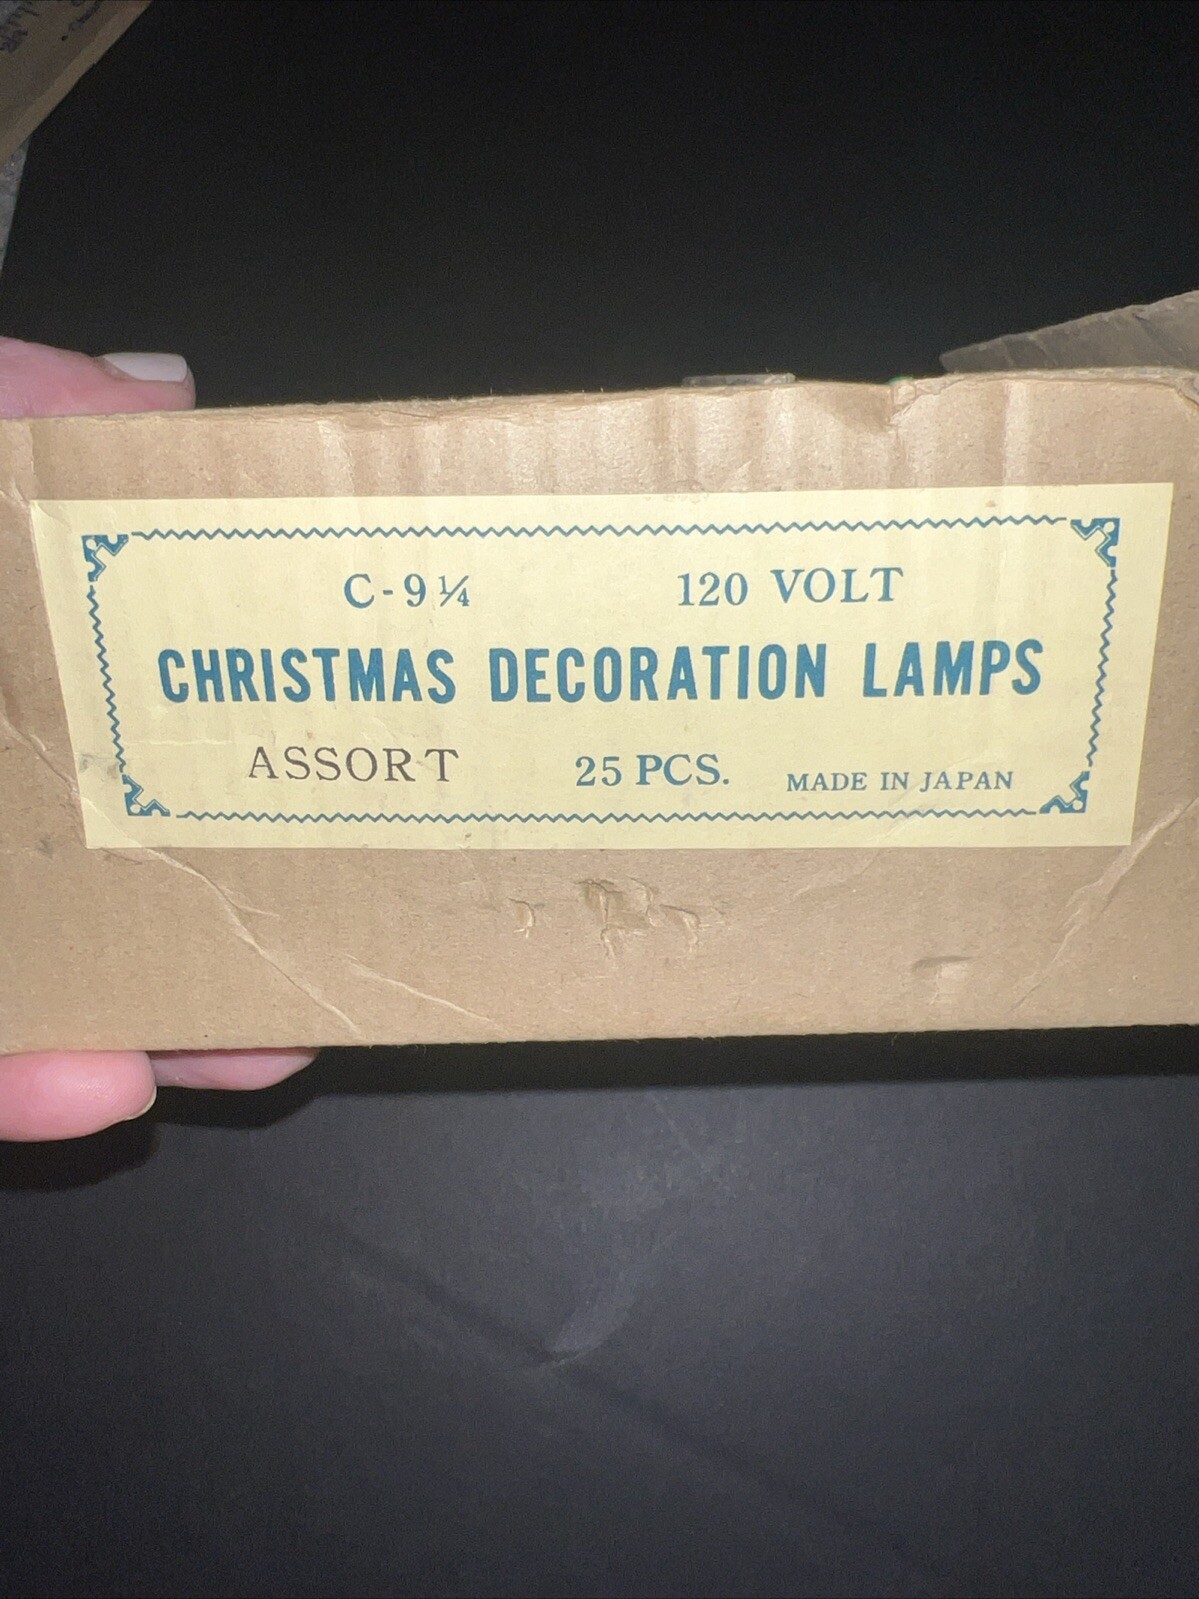 C-9¼ 120 VOLT
CHRISTMAS DECORATION LAMPS
ASSORT 25 PCS. MADE IN JAPAN